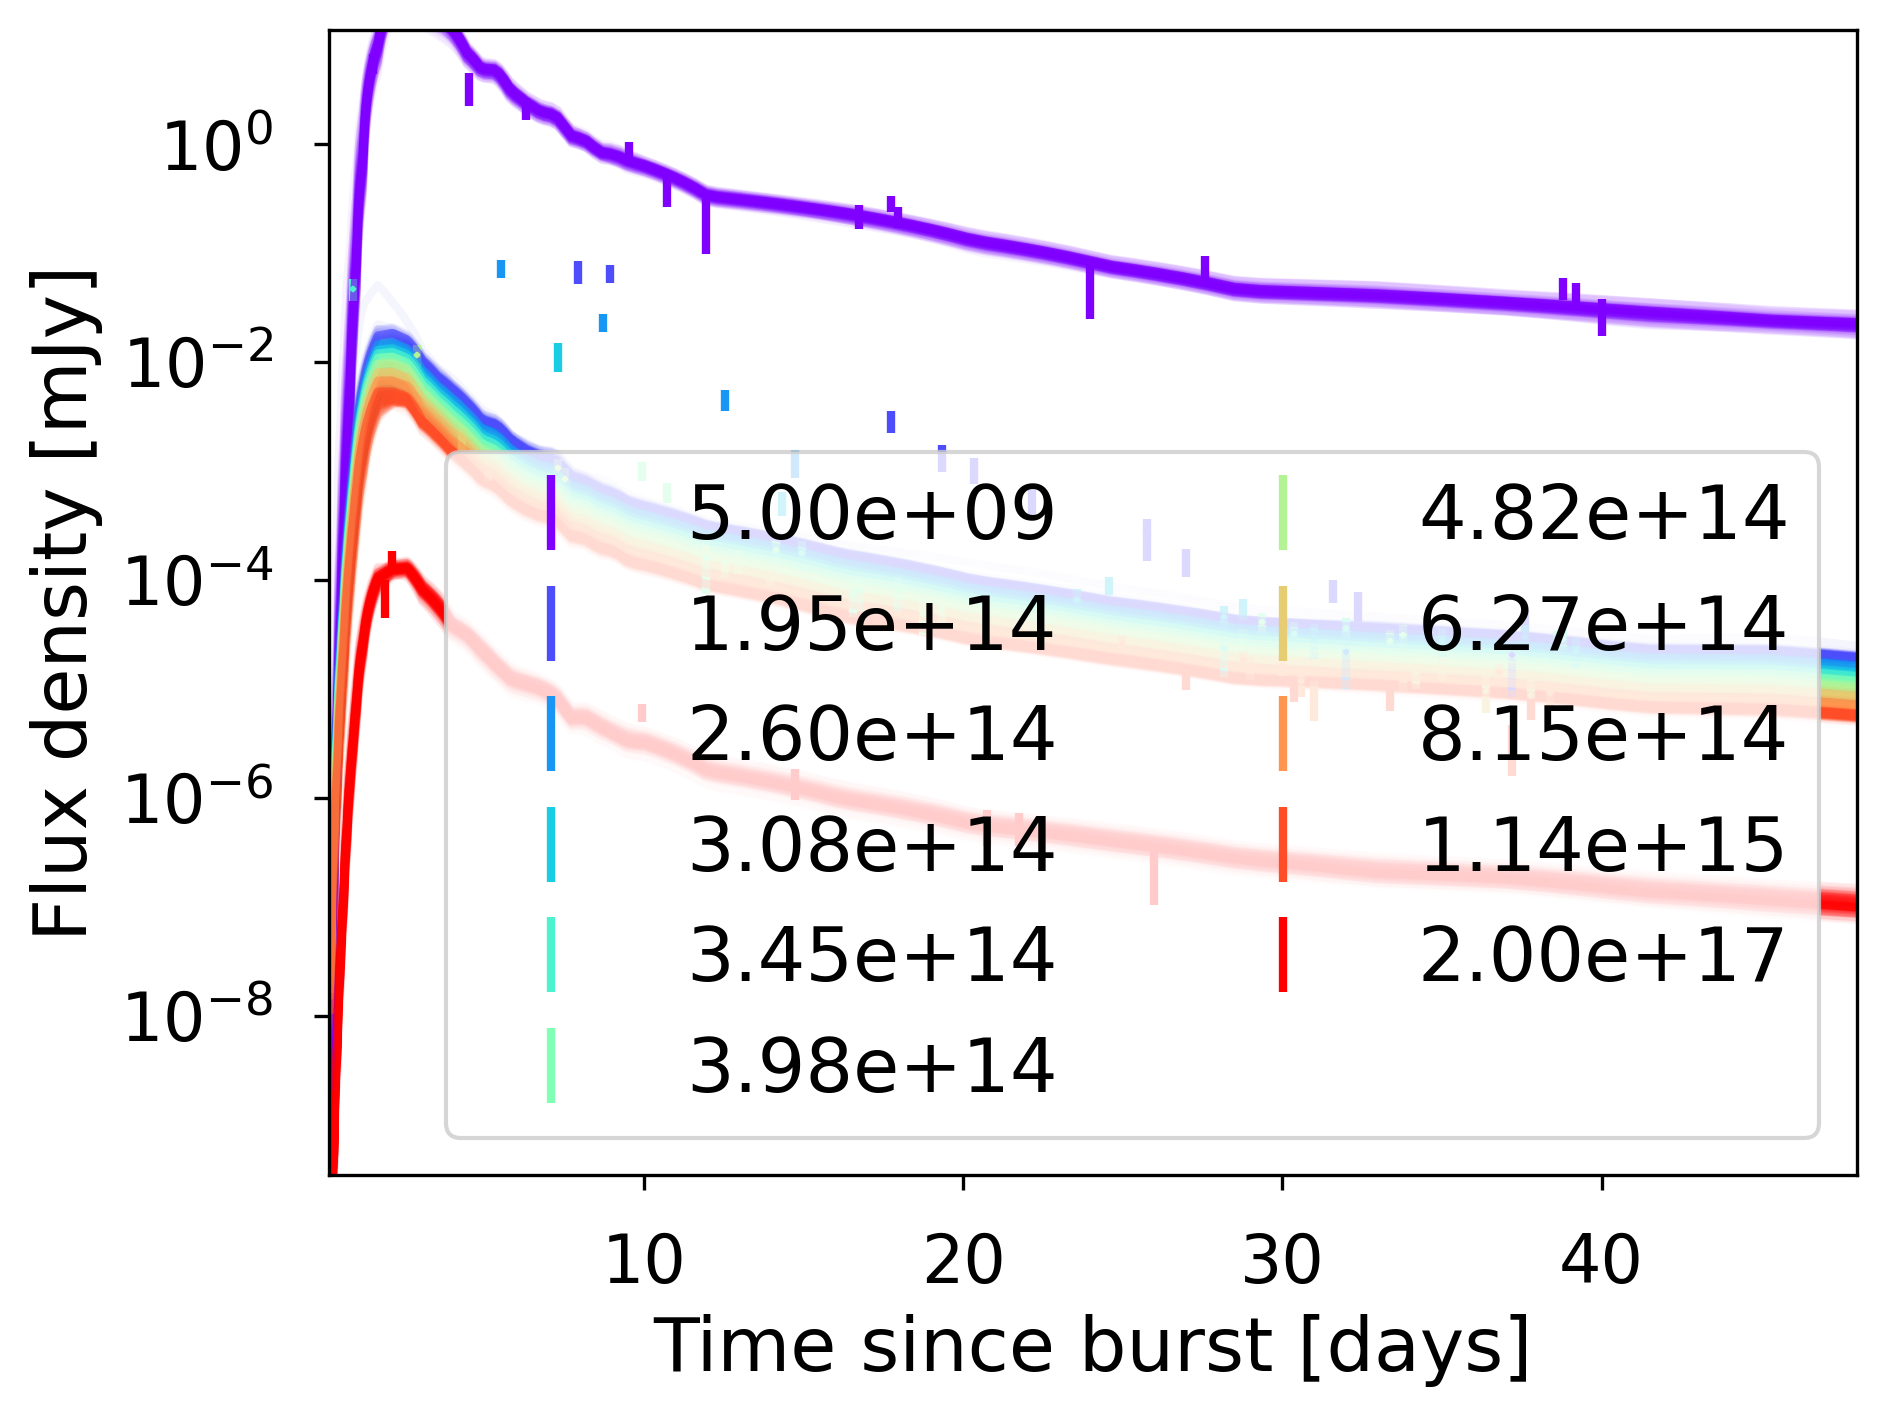 Flux density [mJy]
10⁰
10⁻²
10⁻⁴
10⁻⁶
10⁻⁸
5.00e+09
1.95e+14
2.60e+14
3.08e+14
3.45e+14
3.98e+14
4.82e+14
6.27e+14
8.15e+14
1.14e+15
2.00e+17
10 20 30 40
Time since burst [days]